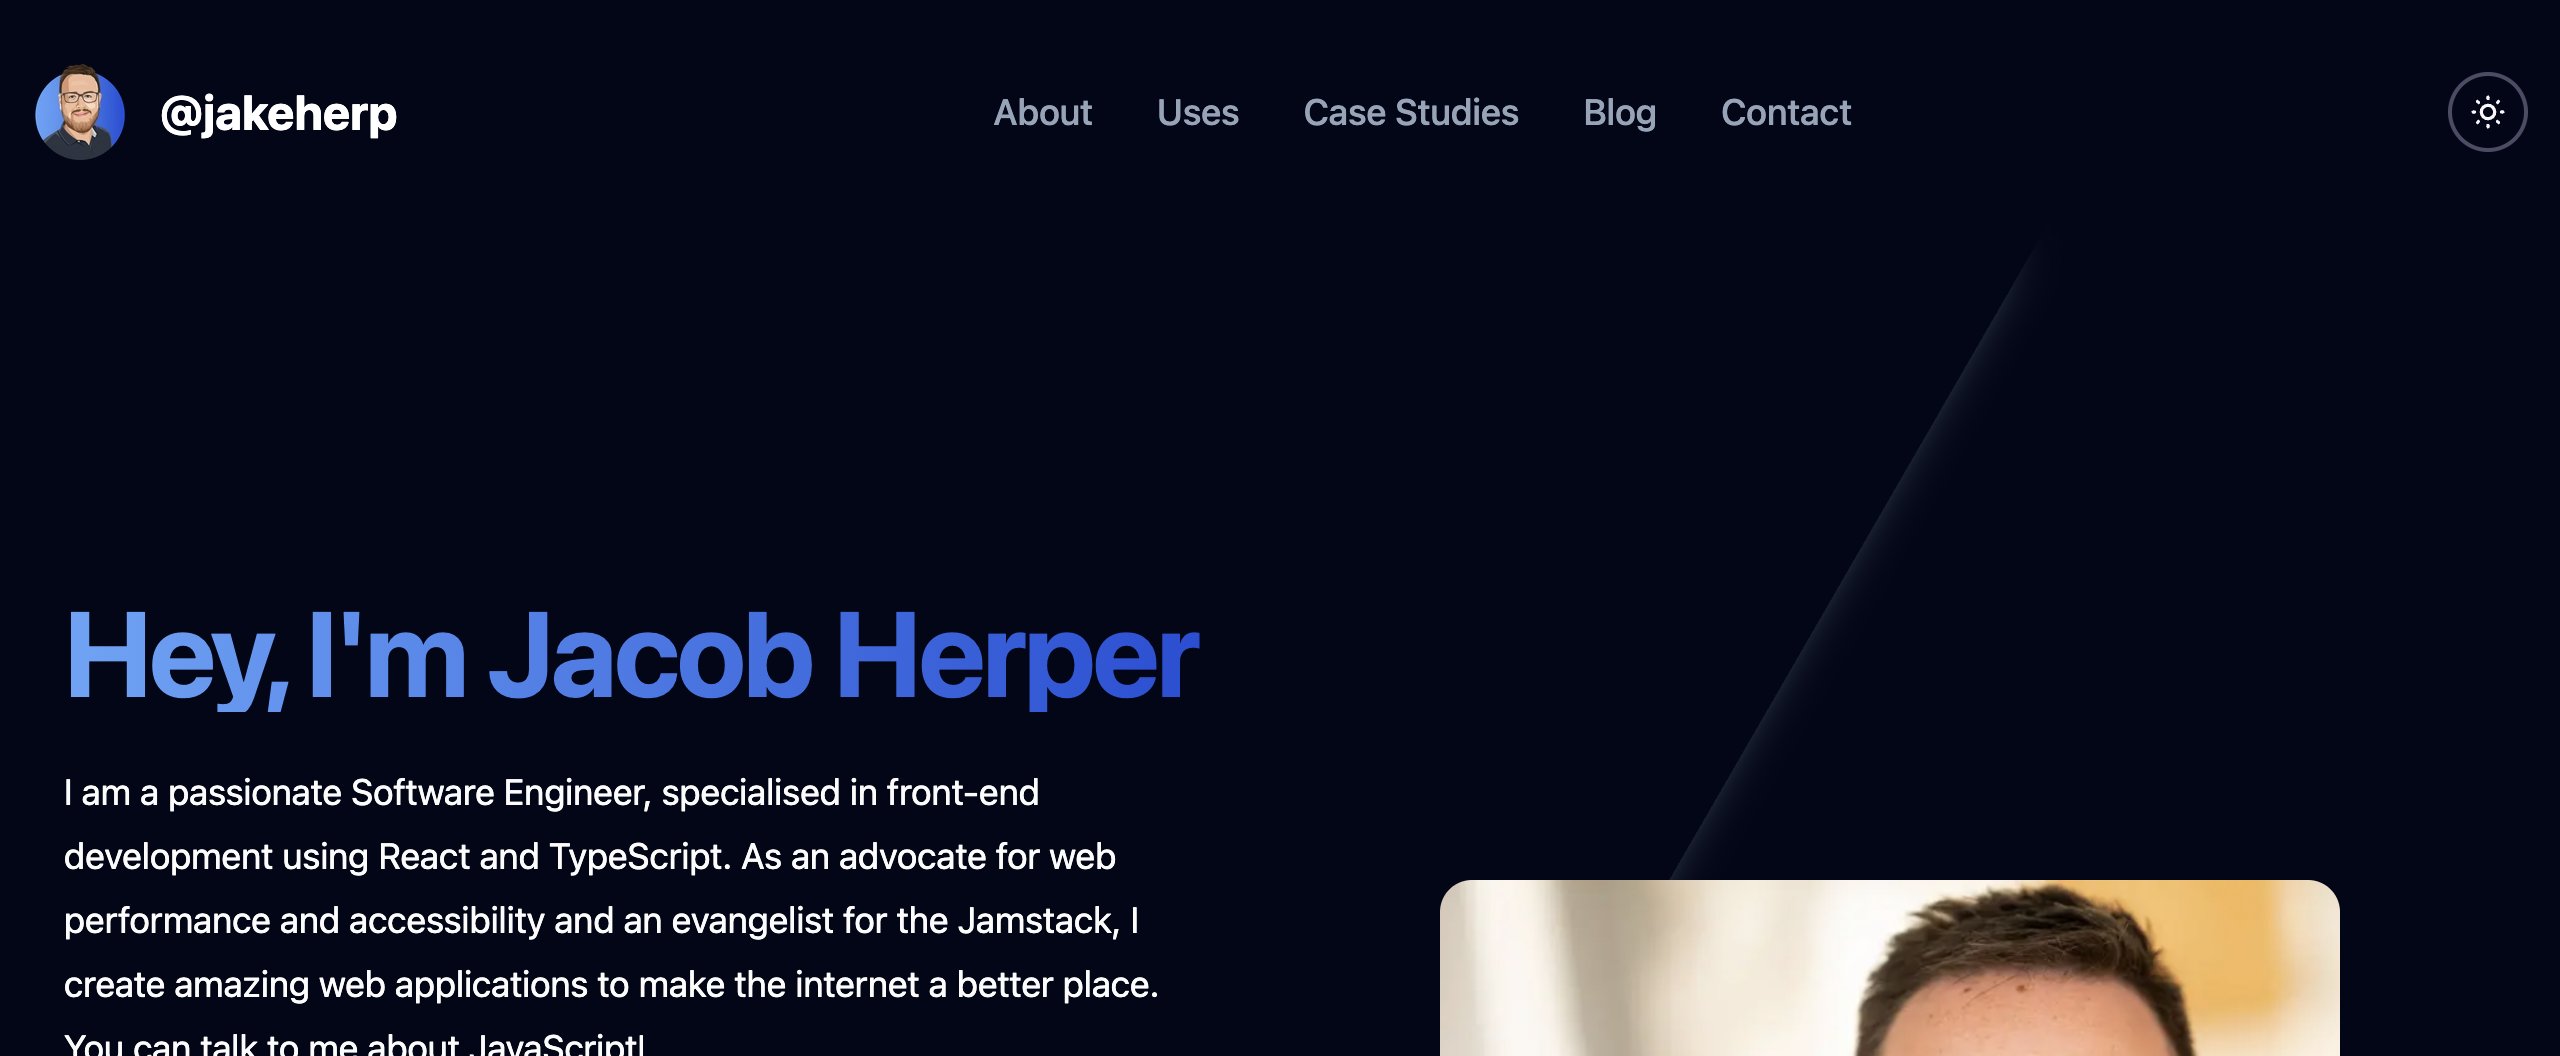 @jakeherp
About
Uses
Case Studies
Blog
Contact
Hey, I'm Jacob Herper
I am a passionate Software Engineer, specialised in front-end
development using React and TypeScript. As an advocate for web
performance and accessibility and an evangelist for the Jamstack, I
create amazing web applications to make the internet a better place.
You can talk to me about JavaScript!